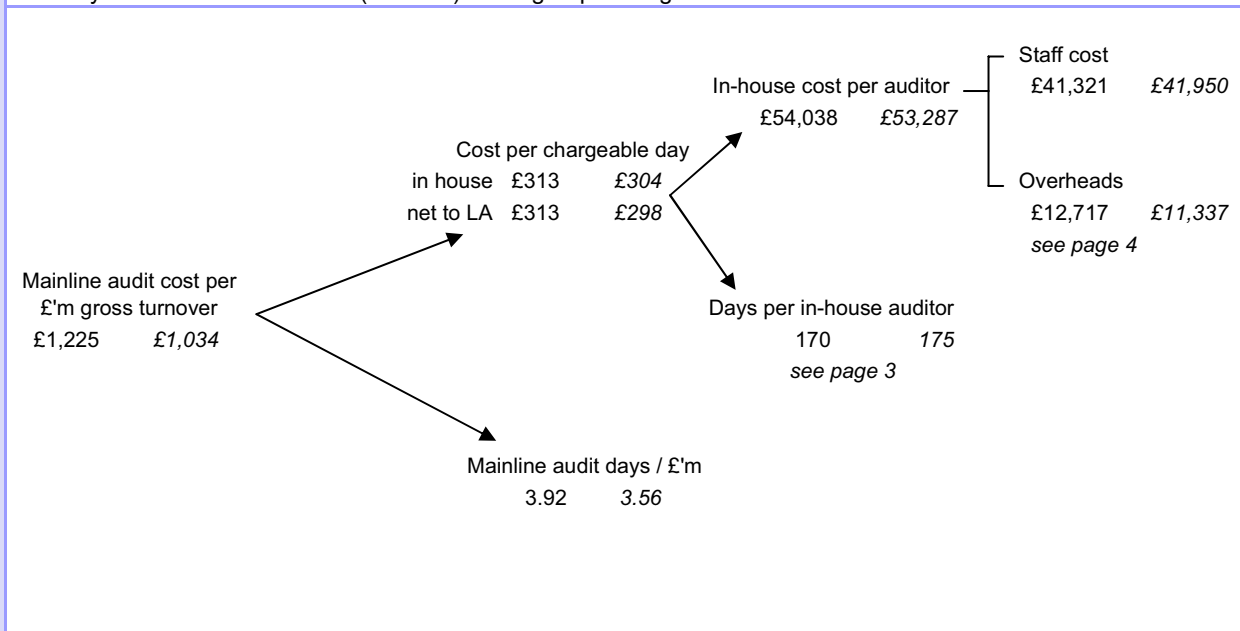 Staff cost
£41,321 £41,950
In-house cost per auditor
£54,038 £53,287
Cost per chargeable day
in house £313 £304
net to LA £313 £298
Overheads
£12,717 £11,337
see page 4
Mainline audit cost per
£'m gross turnover
£1,225 £1,034
Days per in-house auditor
170 175
see page 3
Mainline audit days / £'m
3.92 3.56